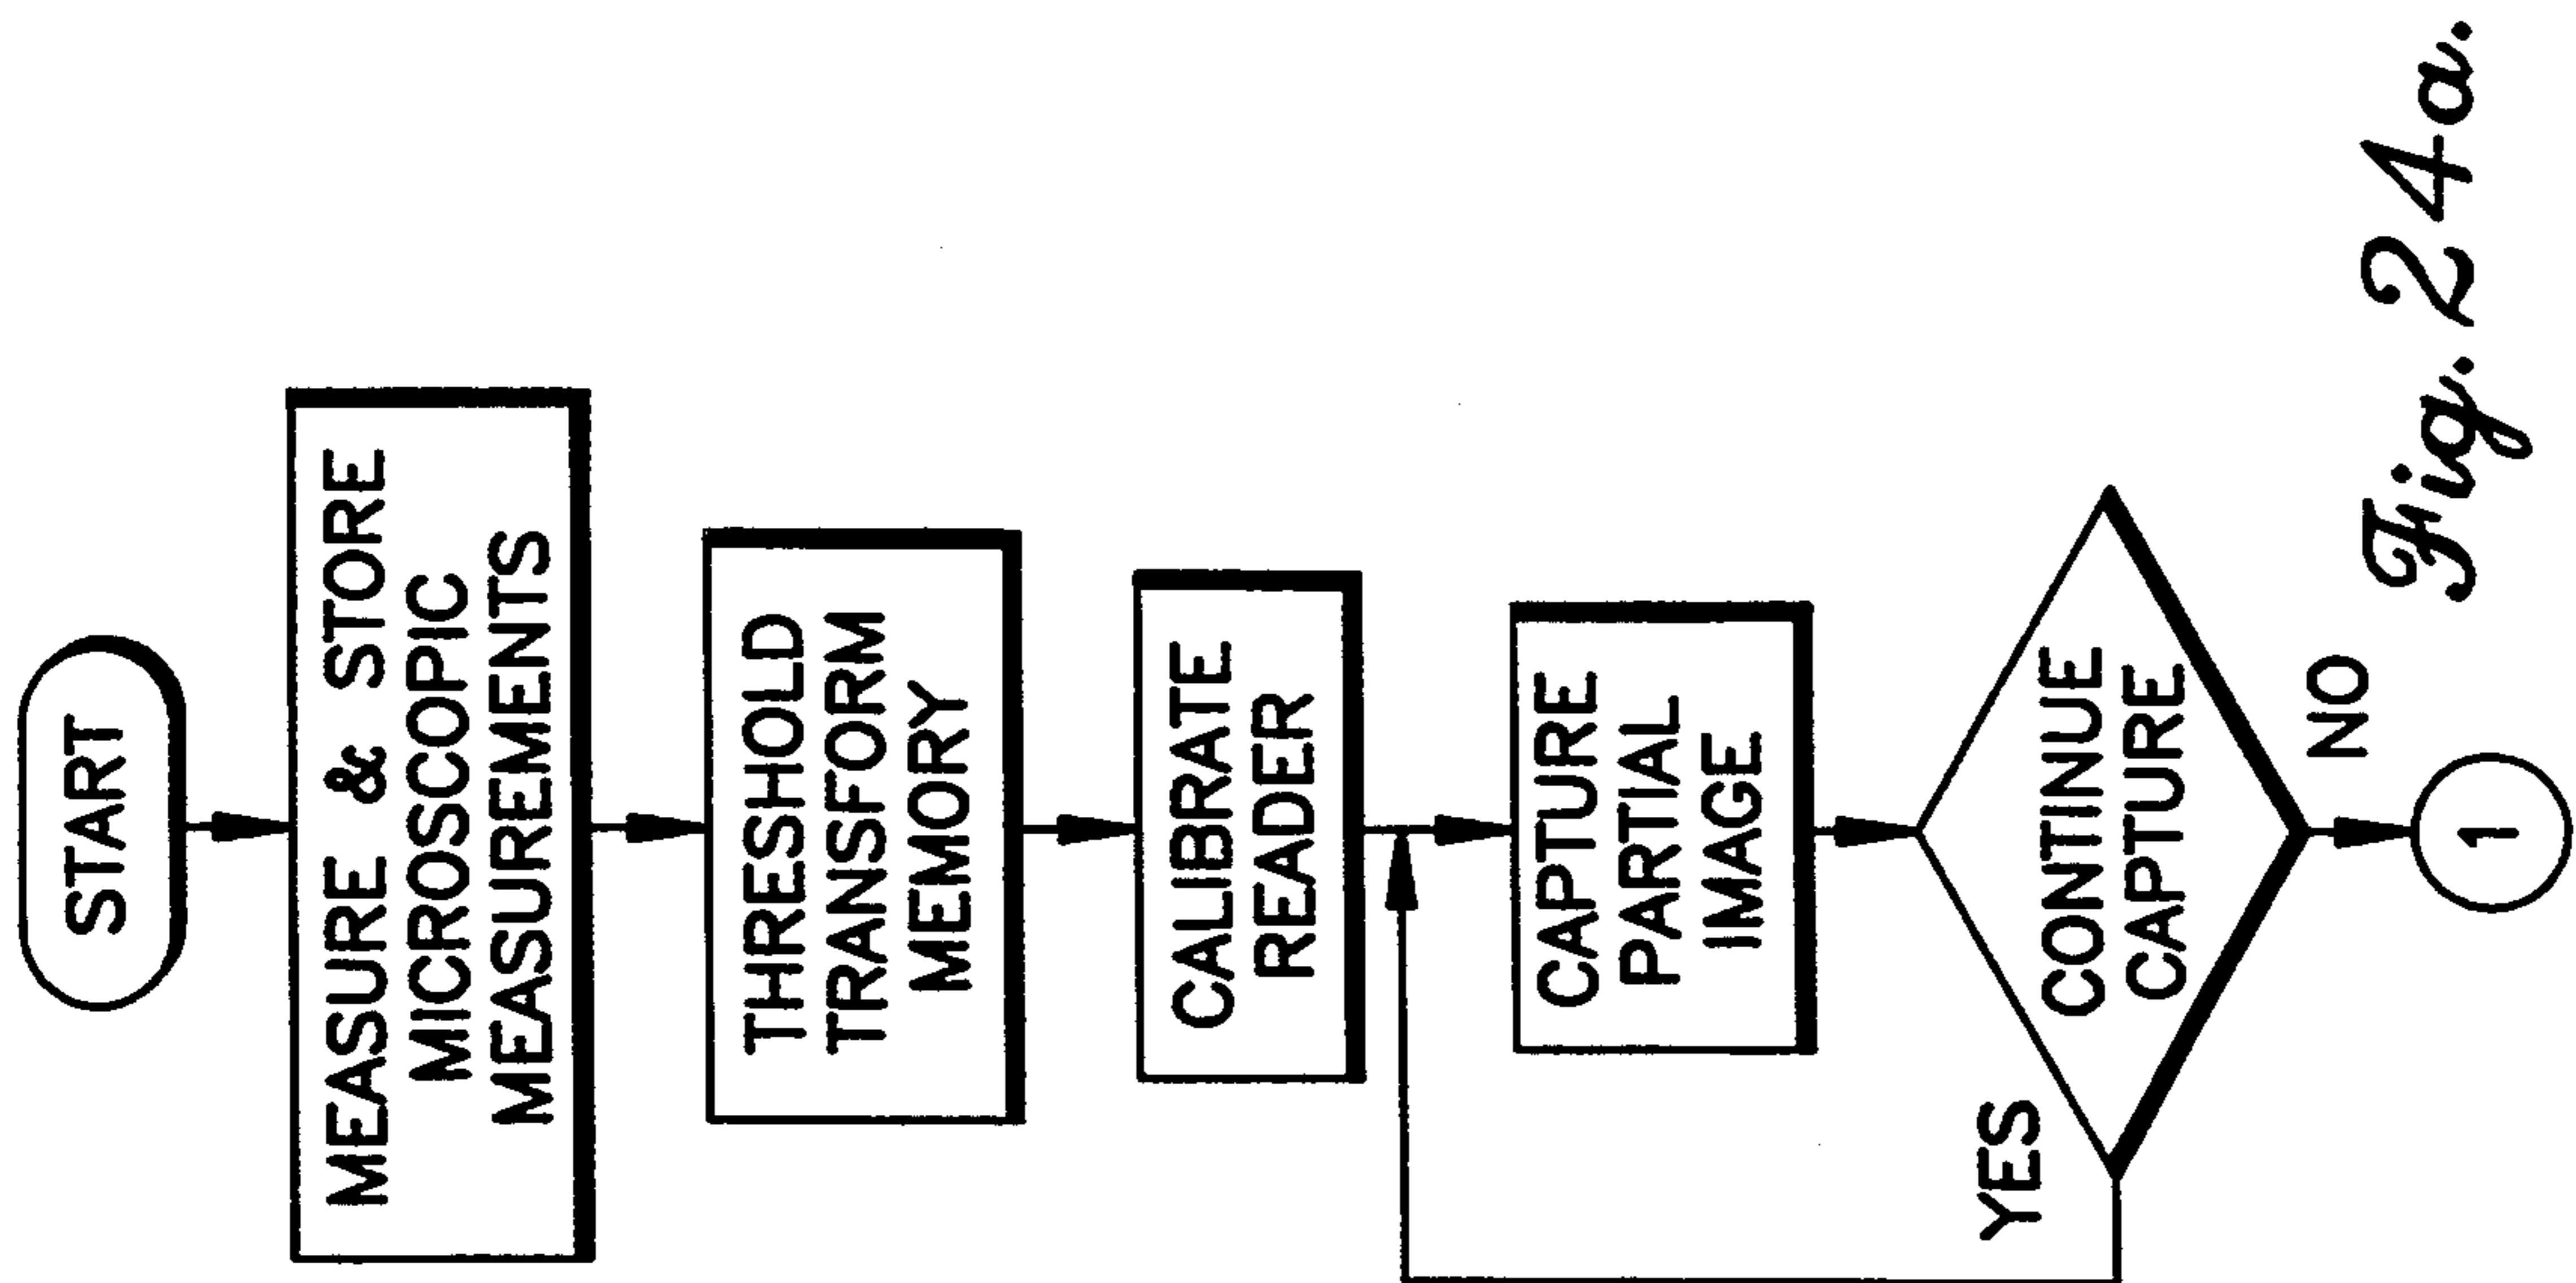 START
MEASURE & STORE
MICROSCOPIC
MEASUREMENTS
THRESHOLD
TRANSFORM
MEMORY
CALIBRATE
READER
CAPTURE
PARTIAL
IMAGE
CONTINUE
CAPTURE
YES
NO
1
Fig. 24a.